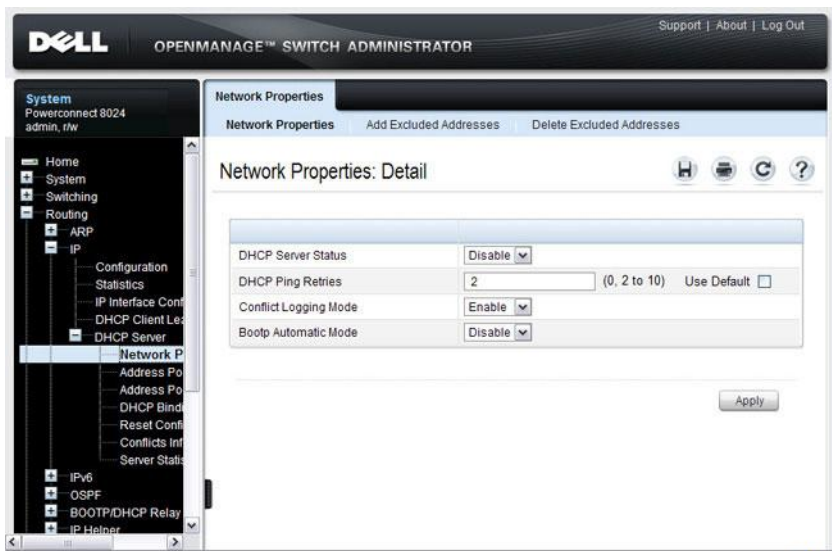 Support | About | Log Out
DELL OPENMANAGE™ SWITCH ADMINISTRATOR
System
Powerconnect 8024
admin, r/w
Home
System
Switching
Routing
ARP
IP
Configuration
Statistics
IP Interface Conf
DHCP Client Lea
DHCP Server
Network P
Address Po
Address Po
DHCP Bindi
Reset Confi
Conflicts Inf
Server Statis
IPv6
OSPF
BOOTP/DHCP Relay
IP Helper
Network Properties
Network Properties Add Excluded Addresses Delete Excluded Addresses
Network Properties: Detail
?
DHCP Server Status Disable
DHCP Ping Retries 2 (0, 2 to 10) Use Default
Conflict Logging Mode Enable
Bootp Automatic Mode Disable
Apply